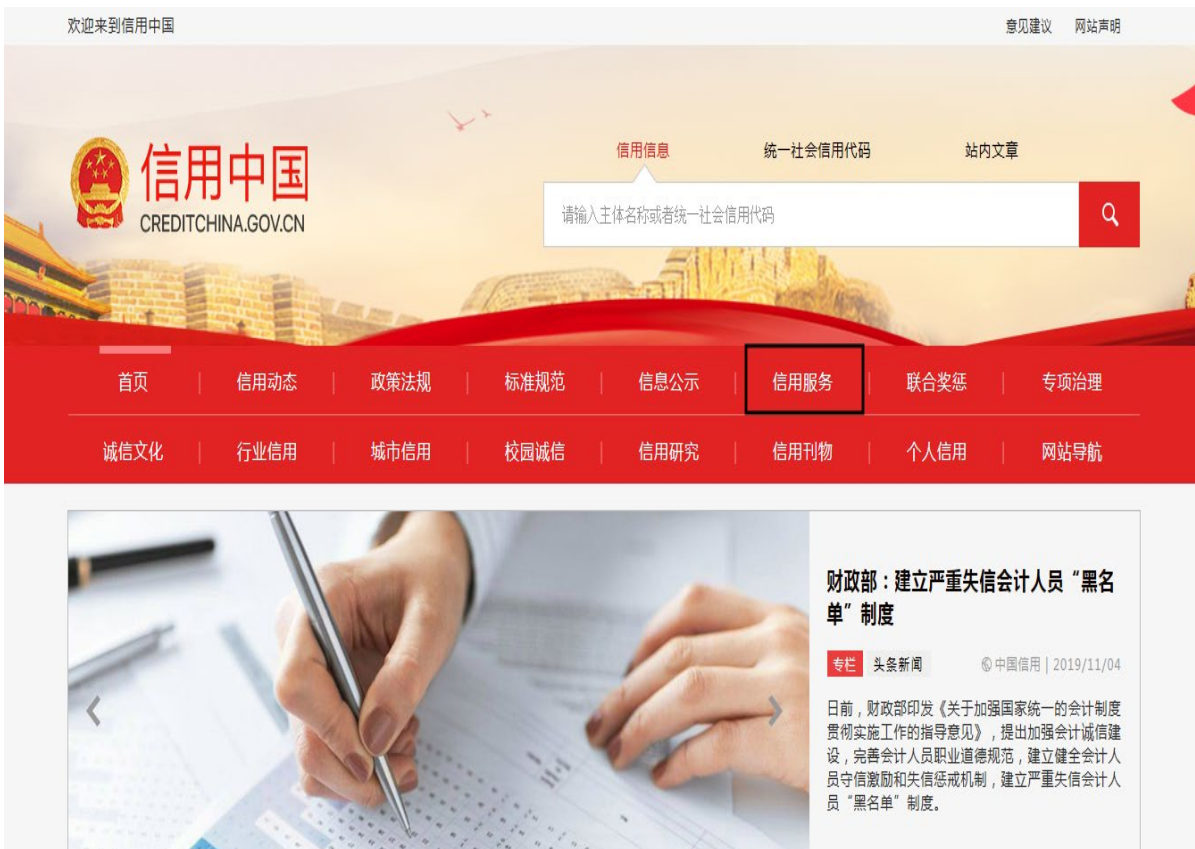 欢迎来到信用中国
意见建议 网站声明
信用中国
CREDITCHINA.GOV.CN
信用信息 统一社会信用代码 站内文章
请输入主体名称或者统一社会信用代码
首页 信用动态 政策法规 标准规范 信息公示 信用服务 联合奖惩 专项治理
诚信文化 行业信用 城市信用 校园诚信 信用研究 信用刊物 个人信用 网站导航
财政部：建立严重失信会计人员“黑名
单”制度
专栏 头条新闻 中国信用 | 2019/11/04
日前，财政部印发《关于加强国家统一的会计制度
贯彻实施工作的指导意见》，提出加强会计诚信建
设，完善会计人员职业道德规范，建立健全会计人
员守信激励和失信惩戒机制，建立严重失信会计人
员“黑名单”制度。